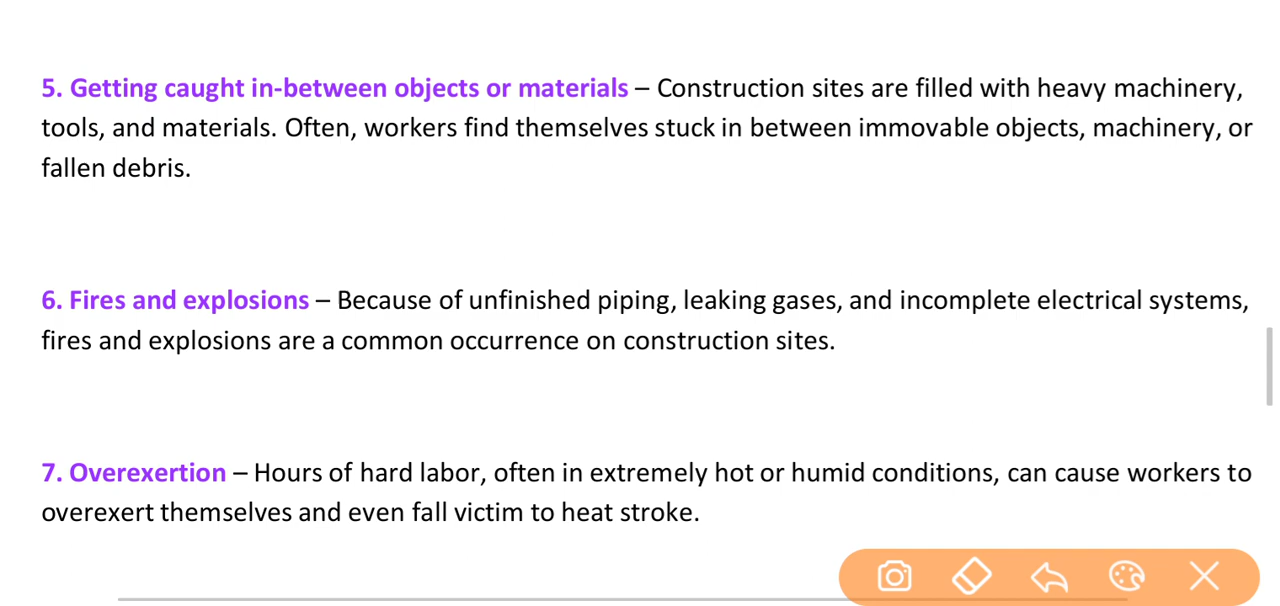 5. Getting caught in-between objects or materials – Construction sites are filled with heavy machinery,
tools, and materials. Often, workers find themselves stuck in between immovable objects, machinery, or
fallen debris.
6. Fires and explosions – Because of unfinished piping, leaking gases, and incomplete electrical systems,
fires and explosions are a common occurrence on construction sites.
7. Overexertion – Hours of hard labor, often in extremely hot or humid conditions, can cause workers to
overexert themselves and even fall victim to heat stroke.